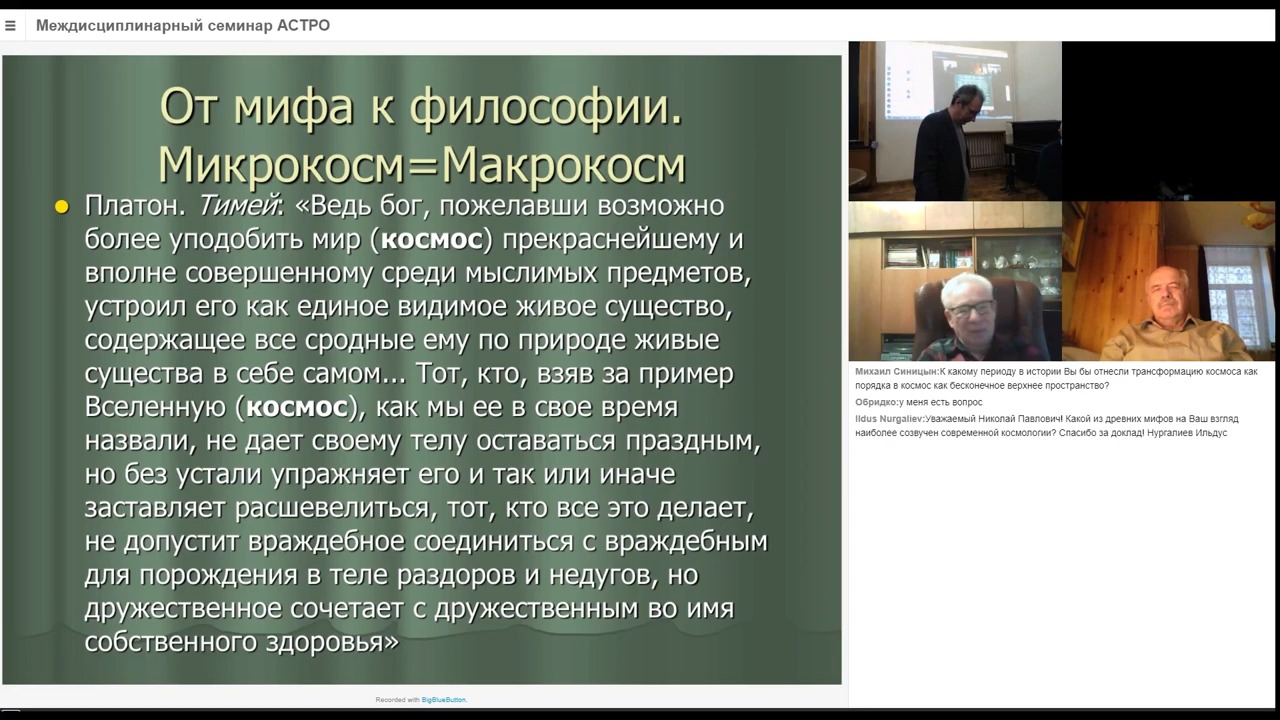 Междисциплинарный семинар АСТРО
От мифа к философии.
Микрокосм=Макрокосм
Платон. Тимей: «Ведь бог, пожелавши возможно
более уподобить мир (космос) прекраснейшему и
вполне совершенному среди мыслимых предметов,
устроил его как единое видимое живое существо,
содержащее все сродные ему по природе живые
существа в себе самом... Тот, кто, взяв за пример
Вселенную (космос), как мы ее в свое время
назвали, не дает своему телу оставаться праздным,
но без устали упражняет его и так или иначе
заставляет расшевелиться, тот, кто все это делает,
не допустит враждебное соединиться с враждебным
для порождения в теле раздоров и недугов, но
дружественное сочетает с дружественным во имя
собственного здоровья»
Recorded with BigBlueButton.
Михаил Синицын:К какому периоду в истории Вы бы отнесли трансформацию космоса как
порядка в космос как бесконечное верхнее пространство?
Обридко:у меня есть вопрос
Ildus Nurgaliev:Уважаемый Николай Павлович! Какой из древних мифов на Ваш взгляд
наиболее созвучен современной космологии? Спасибо за доклад! Нургалиев Ильдус